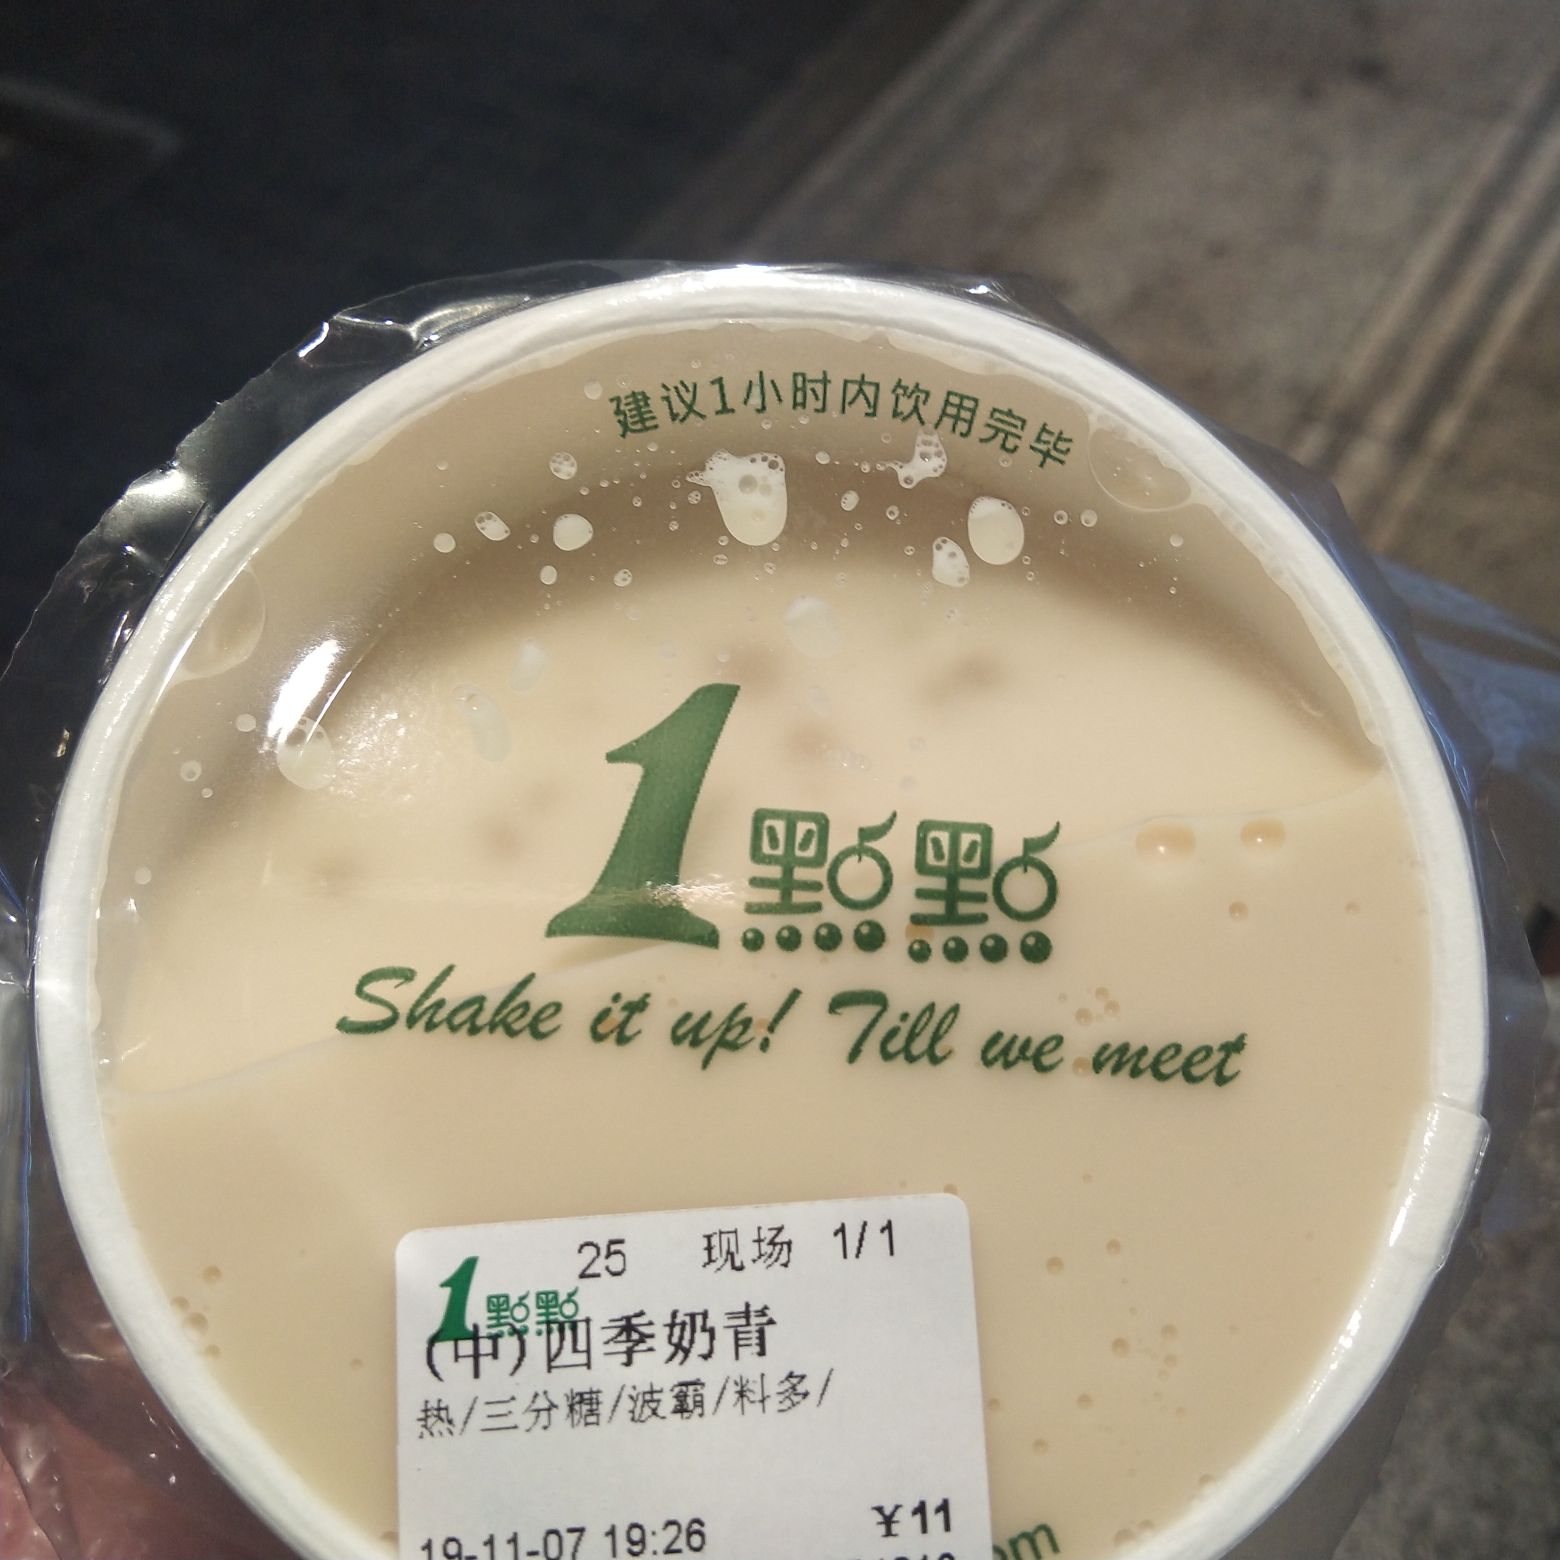 建议1小时内饮用完毕
1點點
Shake it up! Till we meet
25 现场 1/1
1點點
(中)四季奶青
热/三分糖/波霸/料多/
¥11
19-11-07 19:26
om